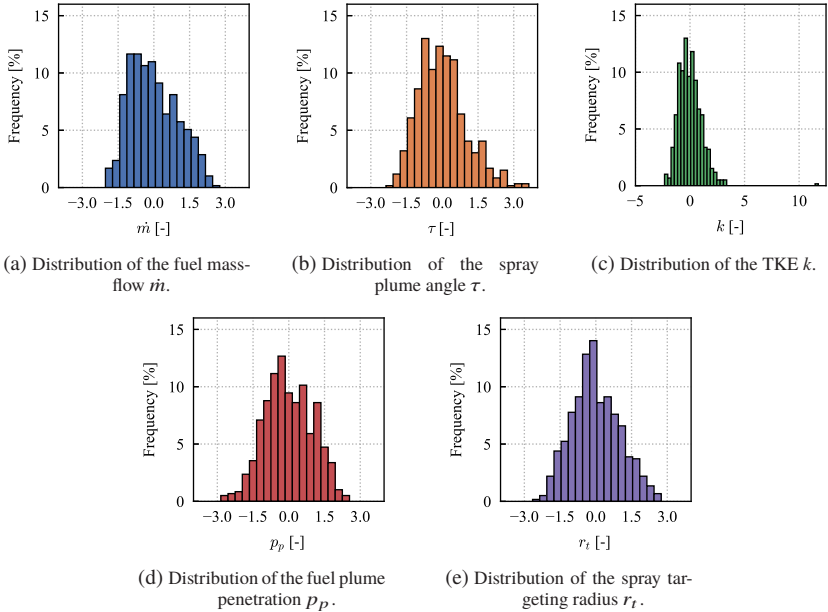 15
10
5
0
Frequency [%]
−3.0 −1.5 0.0 1.5 3.0
ṁ [-]
(a) Distribution of the fuel mass-
flow ṁ.
15
10
5
0
Frequency [%]
−3.0 −1.5 0.0 1.5 3.0
τ [-]
(b) Distribution of the spray
plume angle τ.
15
10
5
0
Frequency [%]
−5 0 5 10
k [-]
(c) Distribution of the TKE k.
15
10
5
0
Frequency [%]
−3.0 −1.5 0.0 1.5 3.0
p_p [-]
(d) Distribution of the fuel plume
penetration p_p.
15
10
5
0
Frequency [%]
−3.0 −1.5 0.0 1.5 3.0
r_t [-]
(e) Distribution of the spray tar-
geting radius r_t.